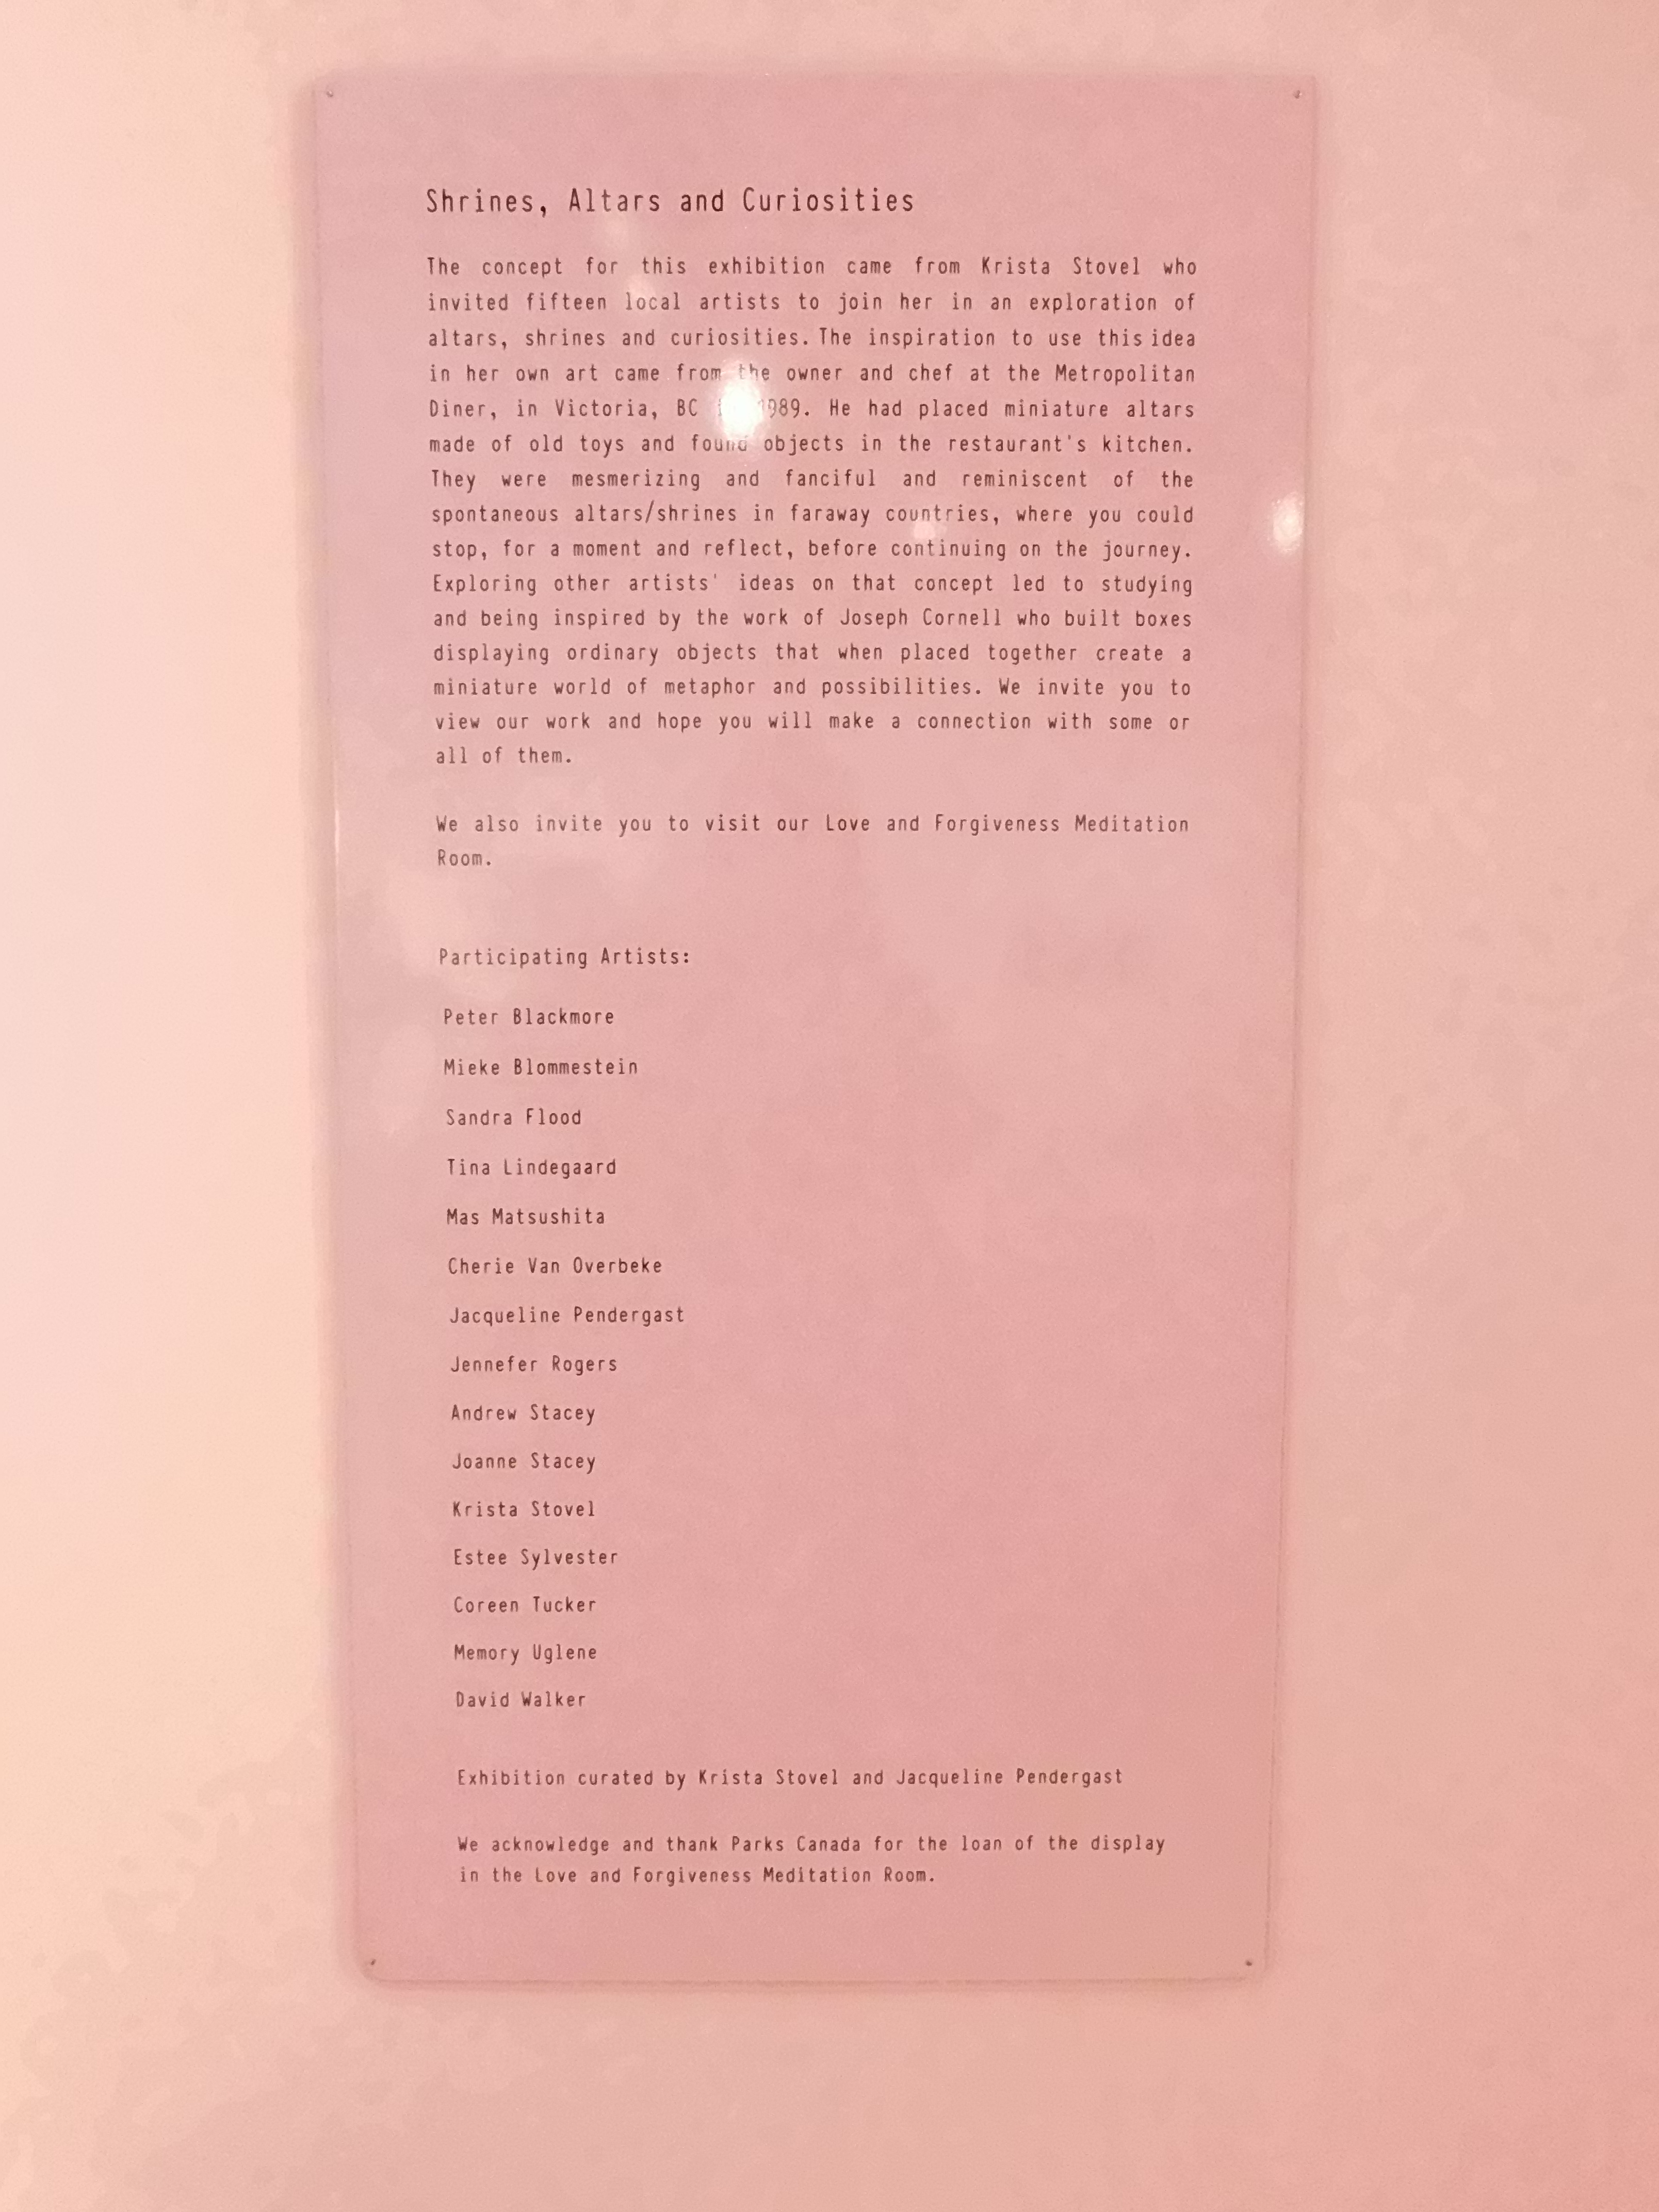 Shrines, Altars and Curiosities
The concept for this exhibition came from Krista Stovel who
invited fifteen local artists to join her in an exploration of
altars, shrines and curiosities. The inspiration to use this idea
in her own art came from the owner and chef at the Metropolitan
Diner, in Victoria, BC 1989. He had placed miniature altars
made of old toys and found objects in the restaurant's kitchen.
They were mesmerizing and fanciful and reminiscent of the
spontaneous altars/shrines in faraway countries, where you could
stop, for a moment and reflect, before continuing on the journey.
Exploring other artists' ideas on that concept led to studying
and being inspired by the work of Joseph Cornell who built boxes
displaying ordinary objects that when placed together create a
miniature world of metaphor and possibilities. We invite you to
view our work and hope you will make a connection with some or
all of them.
We also invite you to visit our Love and Forgiveness Meditation
Room.
Participating Artists:
Peter Blackmore
Mieke Blommestein
Sandra Flood
Tina Lindegaard
Mas Matsushita
Cherie Van Overbeke
Jacqueline Pendergast
Jennefer Rogers
Andrew Stacey
Joanne Stacey
Krista Stovel
Estee Sylvester
Coreen Tucker
Memory Uglene
David Walker
Exhibition curated by Krista Stovel and Jacqueline Pendergast
We acknowledge and thank Parks Canada for the loan of the display
in the Love and Forgiveness Meditation Room.